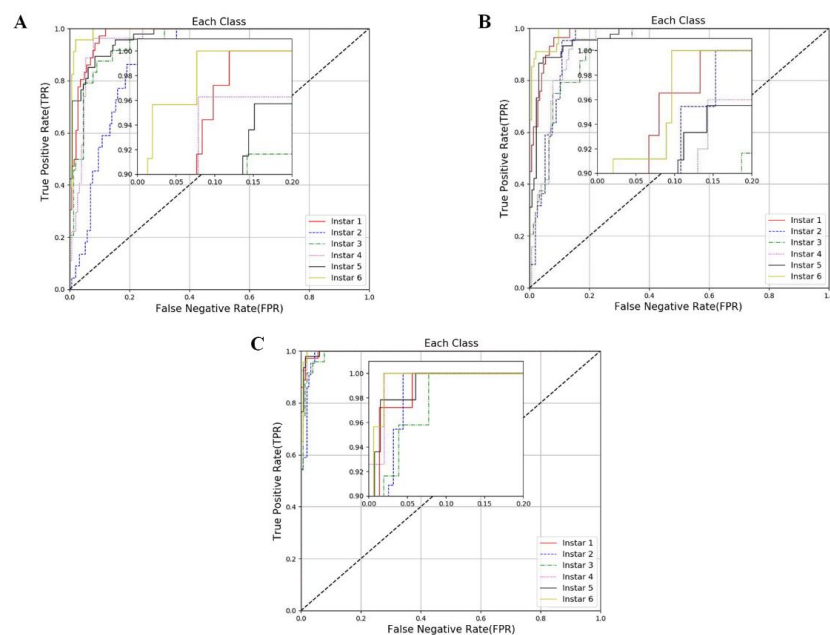 A
Each Class
True Positive Rate(TPR)
1.0
0.8
0.6
0.4
0.2
0.0
1.00
0.98
0.96
0.94
0.92
0.90
0.00 0.05 0.10 0.15 0.20
Instar 1
Instar 2
Instar 3
Instar 4
Instar 5
Instar 6
0.0 0.2 0.4 0.6 0.8 1.0
False Negative Rate(FPR)
B
Each Class
True Positive Rate(TPR)
1.0
0.8
0.6
0.4
0.2
0.0
1.00
0.98
0.96
0.94
0.92
0.90
0.00 0.05 0.10 0.15 0.20
Instar 1
Instar 2
Instar 3
Instar 4
Instar 5
Instar 6
0.0 0.2 0.4 0.6 0.8 1.0
False Negative Rate(FPR)
C
Each Class
True Positive Rate(TPR)
1.0
0.8
0.6
0.4
0.2
0.0
1.00
0.98
0.96
0.94
0.92
0.90
0.00 0.05 0.10 0.15 0.20
Instar 1
Instar 2
Instar 3
Instar 4
Instar 5
Instar 6
0.0 0.2 0.4 0.6 0.8 1.0
False Negative Rate(FPR)